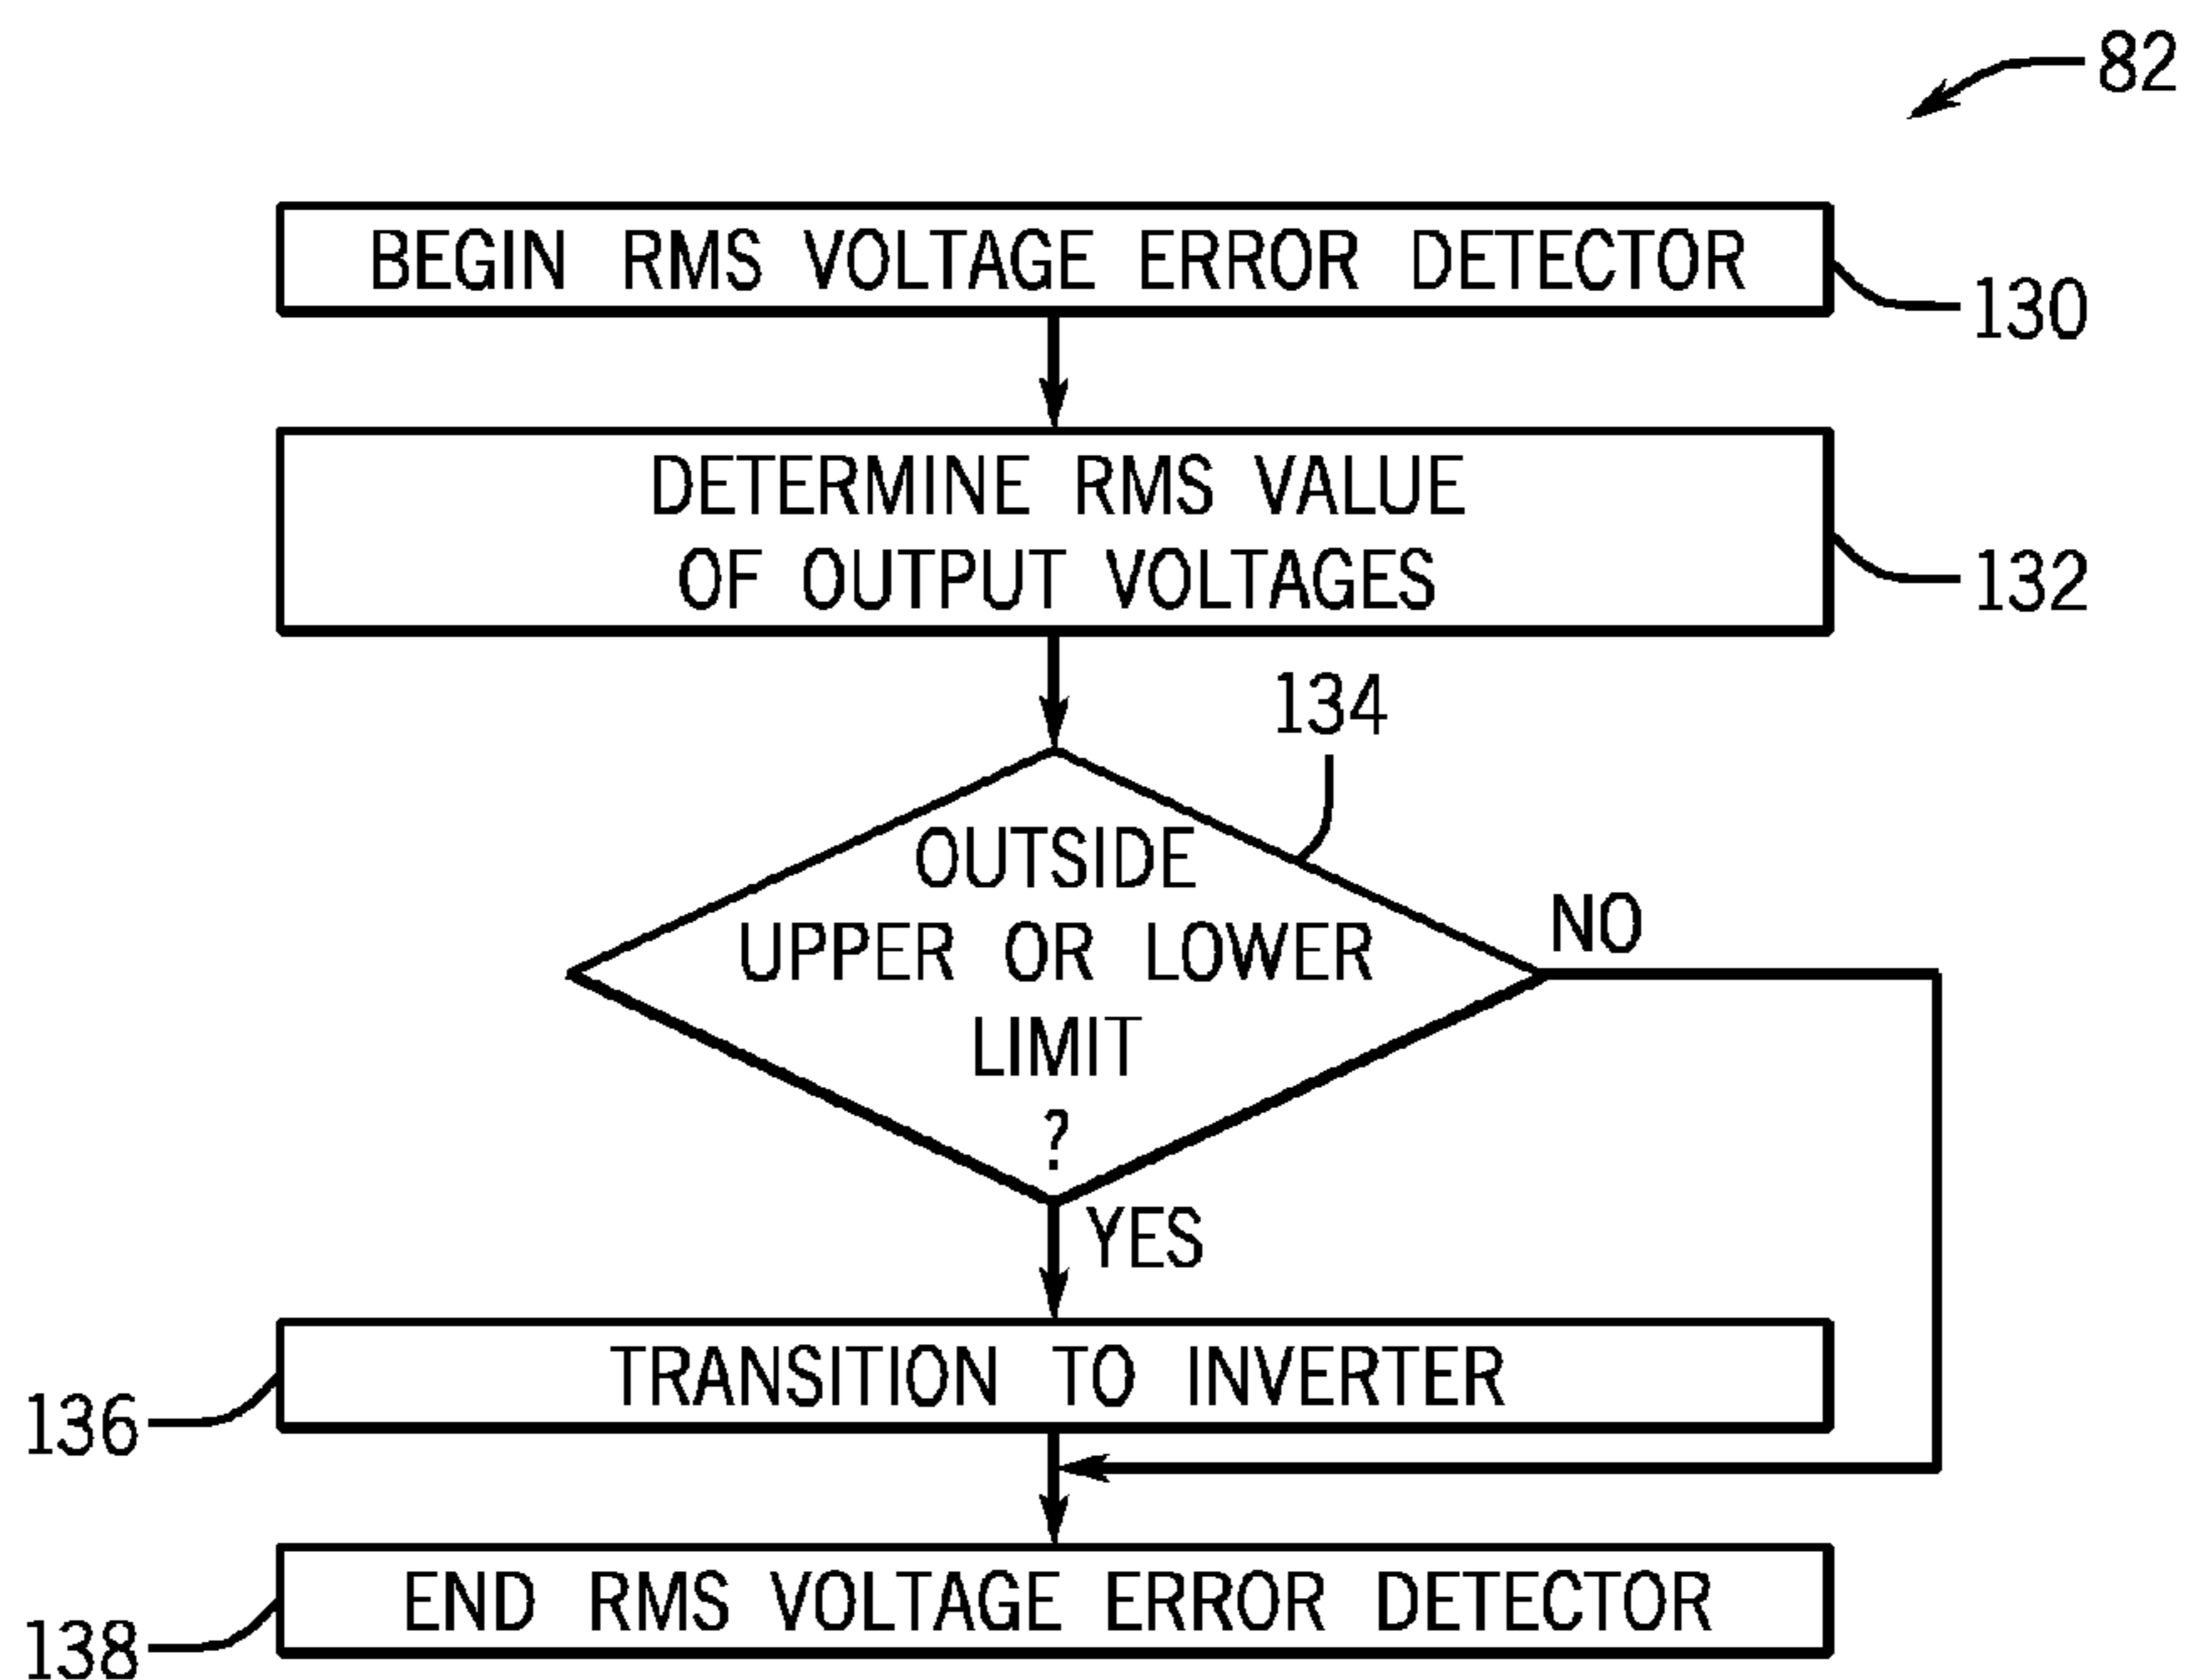 82
BEGIN RMS VOLTAGE ERROR DETECTOR
130
DETERMINE RMS VALUE
OF OUTPUT VOLTAGES
132
134
OUTSIDE
UPPER OR LOWER
LIMIT
?
NO
YES
TRANSITION TO INVERTER
136
END RMS VOLTAGE ERROR DETECTOR
138